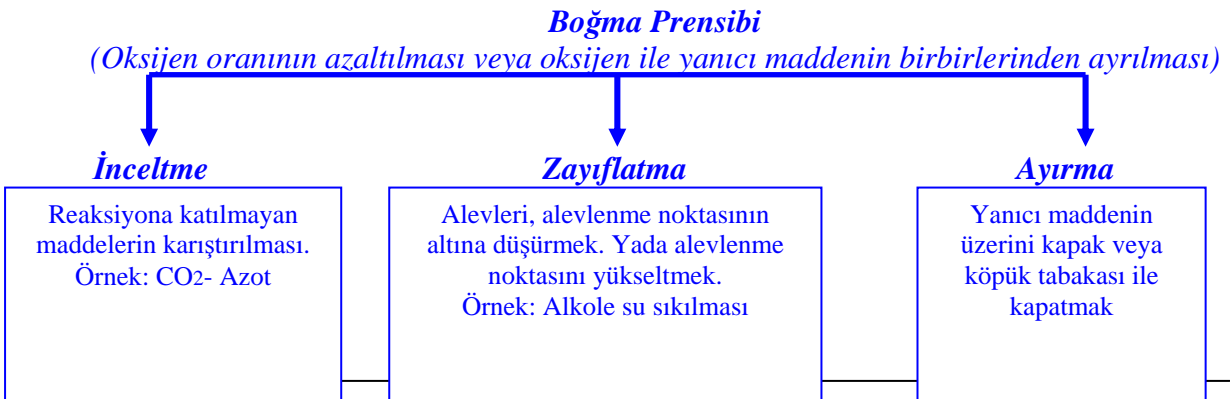 Boğma Prensibi
(Oksijen oranının azaltılması veya oksijen ile yanıcı maddenin birbirlerinden ayrılması)
İnceltme
Reaksiyona katılmayan
maddelerin karıştırılması.
Örnek: CO2- Azot
Zayıflatma
Alevleri, alevlenme noktasının
altına düşürmek. Yada alevlenme
noktasını yükseltmek.
Örnek: Alkole su sıkılması
Ayırma
Yanıcı maddenin
üzerini kapak veya
köpük tabakası ile
kapatmak